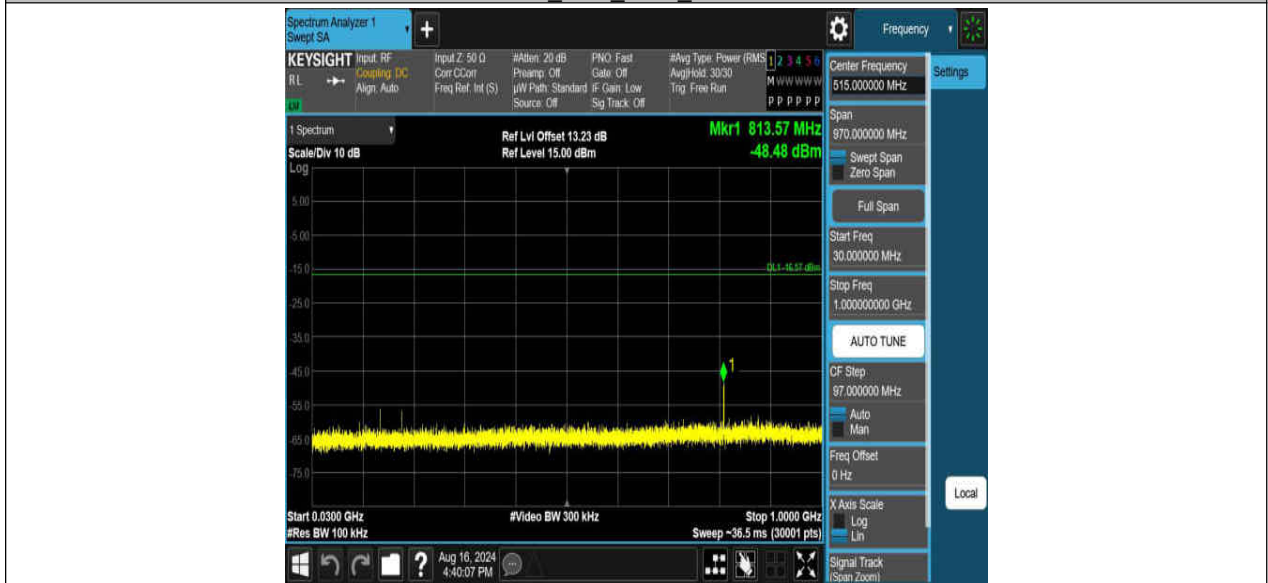 Spectrum Analyzer 1
Swept SA
+
Frequency
KEYSIGHT
RL
LXI
Input: RF
Coupling: DC
Align: Auto
Input Z: 50 Ω
Corr CCorr
Freq Ref: Int (S)
#Atten: 20 dB
Preamp: Off
µW Path: Standard
Source: Off
PNO: Fast
Gate: Off
IF Gain: Low
Sig Track: Off
#Avg Type: Power (RMS
Avg|Hold: 30/30
Trig: Free Run
1 2 3 4 5 6
M W W W W W
P P P P P P
1 Spectrum
Scale/Div 10 dB
Log
Ref Lvl Offset 13.23 dB
Ref Level 15.00 dBm
Mkr1 813.57 MHz
-48.48 dBm
5.00
-5.00
-15.0
DL1 -16.57 dBm
-25.0
-35.0
-45.0
1
-55.0
-65.0
-75.0
Start 0.0300 GHz
#Res BW 100 kHz
#Video BW 300 kHz
Stop 1.0000 GHz
Sweep ~36.5 ms (30001 pts)
Center Frequency
515.000000 MHz
Settings
Span
970.000000 MHz
Swept Span
Zero Span
Full Span
Start Freq
30.000000 MHz
Stop Freq
1.000000000 GHz
AUTO TUNE
CF Step
97.000000 MHz
Auto
Man
Freq Offset
0 Hz
X Axis Scale
Log
Lin
Local
Signal Track
(Span Zoom)
?
Aug 16, 2024
4:40:07 PM